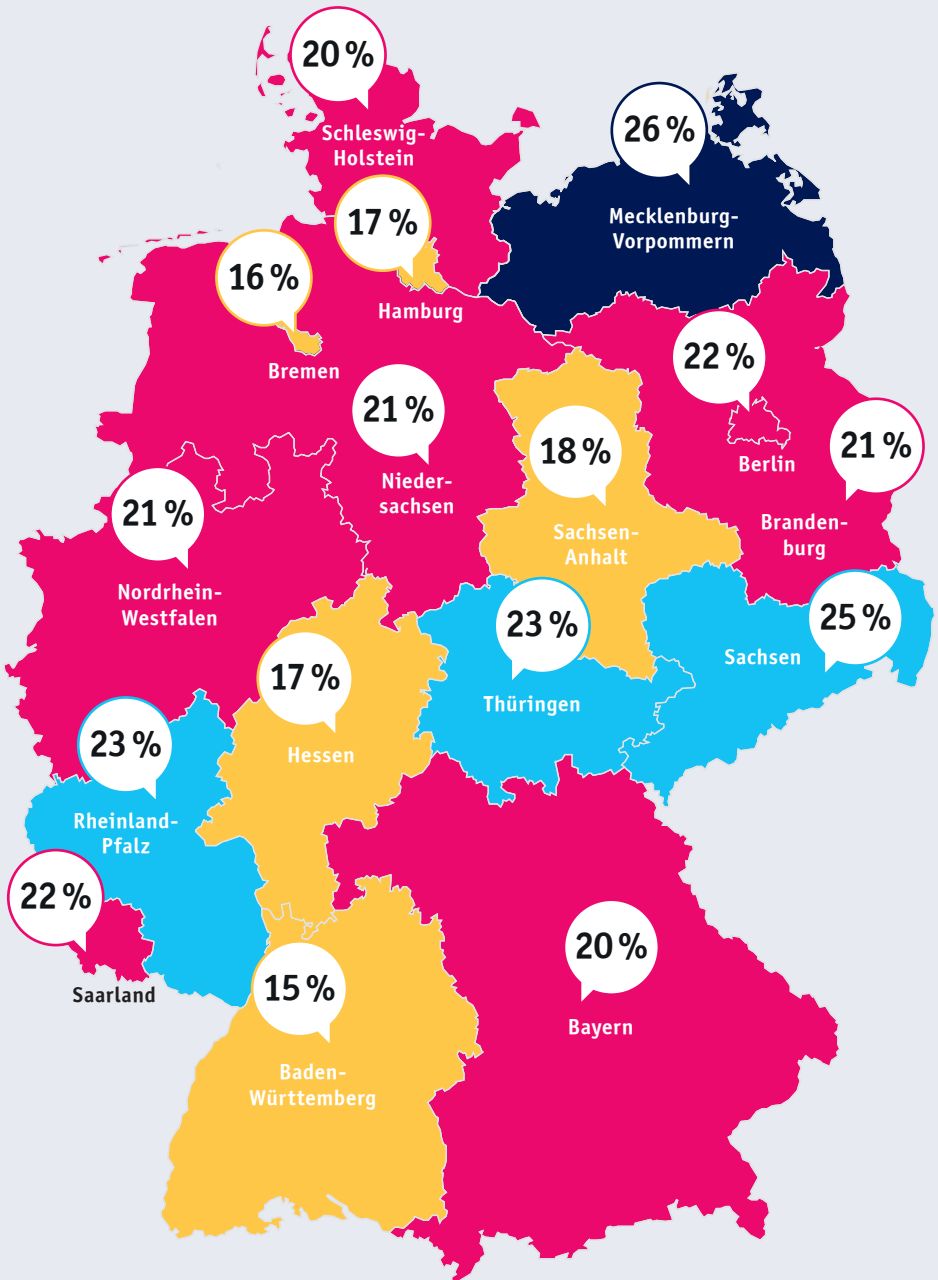 20 %
Schleswig-
Holstein
26 %
Mecklenburg-
Vorpommern
17 %
Hamburg
16 %
Bremen
22 %
Berlin
21 %
Nieder-
sachsen
21 %
Branden-
burg
18 %
Sachsen-
Anhalt
21 %
Nordrhein-
Westfalen
23 %
Thüringen
25 %
Sachsen
17 %
Hessen
23 %
Rheinland-
Pfalz
22 %
Saarland
20 %
Bayern
15 %
Baden-
Württemberg